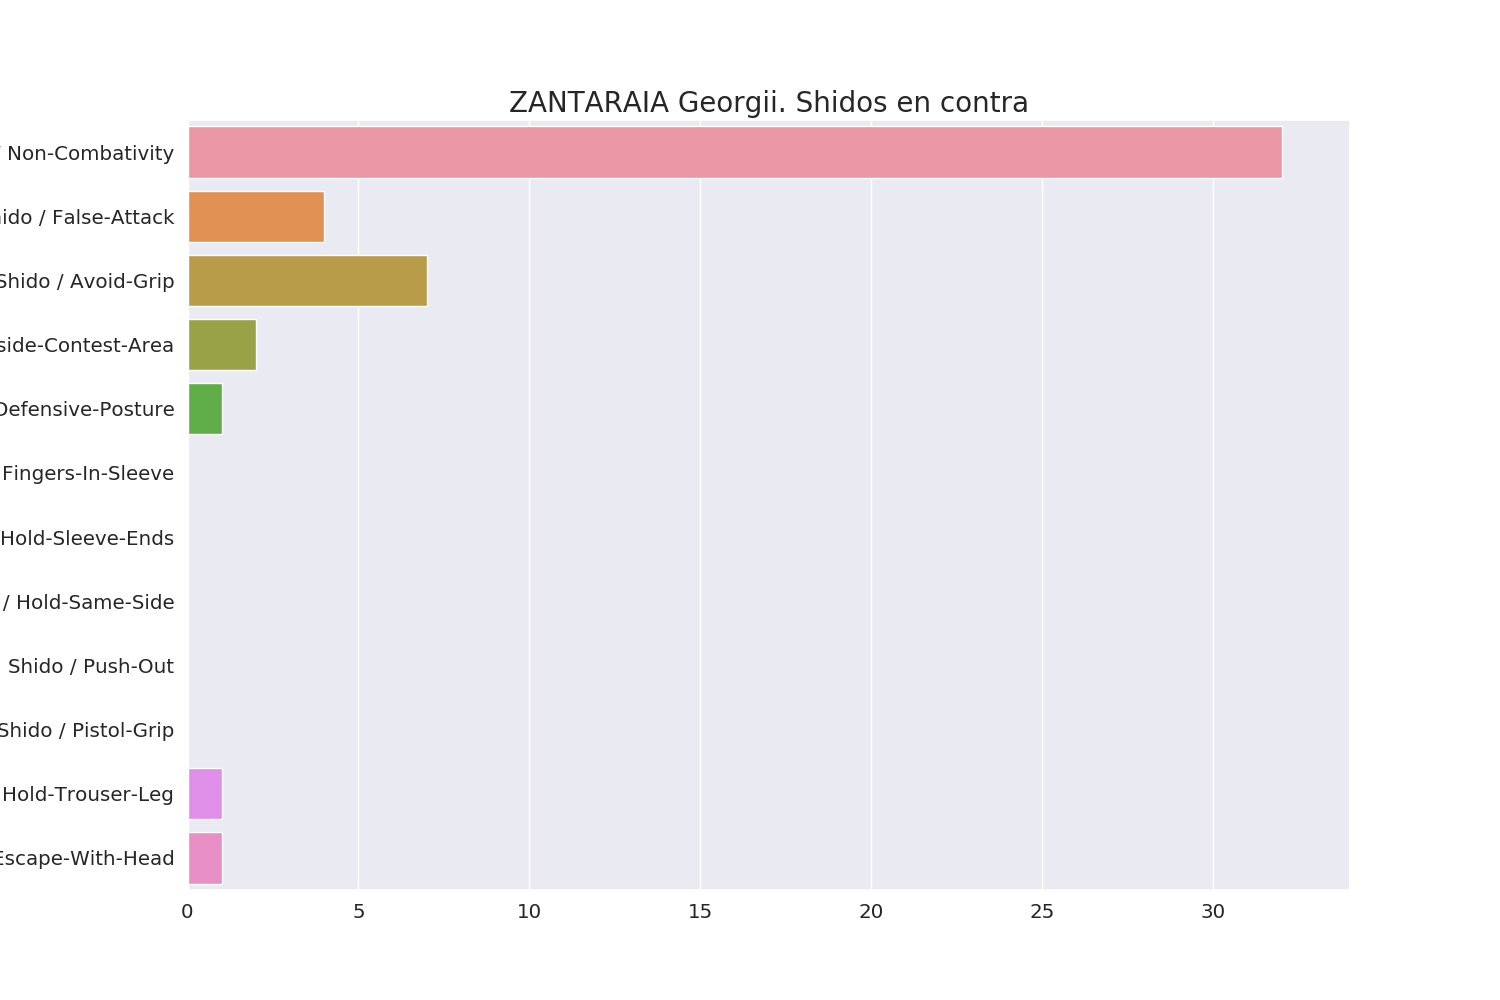 ZANTARAIA Georgii. Shidos en contra
/ Non-Combativity
ido / False-Attack
Shido / Avoid-Grip
side-Contest-Area
Defensive-Posture
Fingers-In-Sleeve
Hold-Sleeve-Ends
/ Hold-Same-Side
Shido / Push-Out
Shido / Pistol-Grip
Hold-Trouser-Leg
Escape-With-Head
0 5 10 15 20 25 30